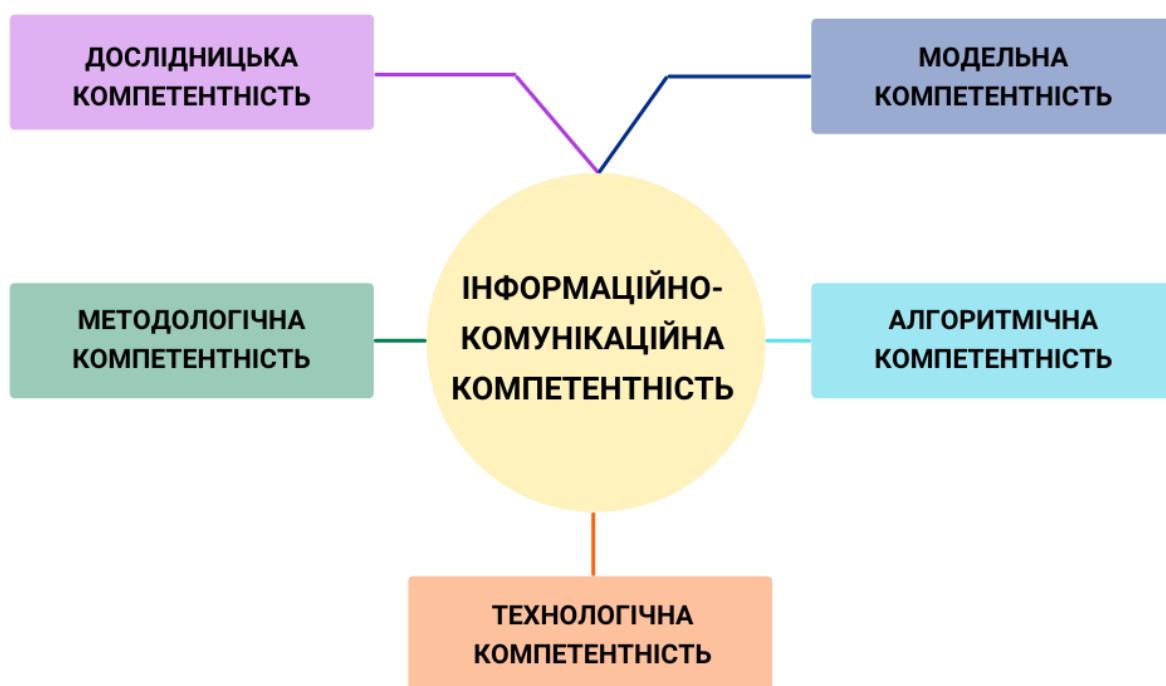 ДОСЛІДНИЦЬКА
КОМПЕТЕНТНІСТЬ
МОДЕЛЬНА
КОМПЕТЕНТНІСТЬ
ІНФОРМАЦІЙНО-
КОМУНІКАЦІЙНА
КОМПЕТЕНТНІСТЬ
МЕТОДОЛОГІЧНА
КОМПЕТЕНТНІСТЬ
АЛГОРИТМІЧНА
КОМПЕТЕНТНІСТЬ
ТЕХНОЛОГІЧНА
КОМПЕТЕНТНІСТЬ